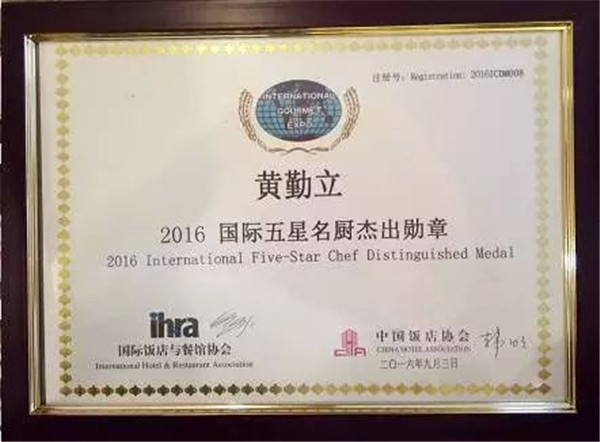 注册号：Registration: 2016ICDM008
INTERNATIONAL
GOURMET
EXPO
黄勤立
2016 国际五星名厨杰出勋章
2016 International Five-Star Chef Distinguished Medal
ihra
国际饭店与餐馆协会
International Hotel & Restaurant Association
中国饭店协会
CHINA HOTEL ASSOCIATION
二〇一六年九月三日